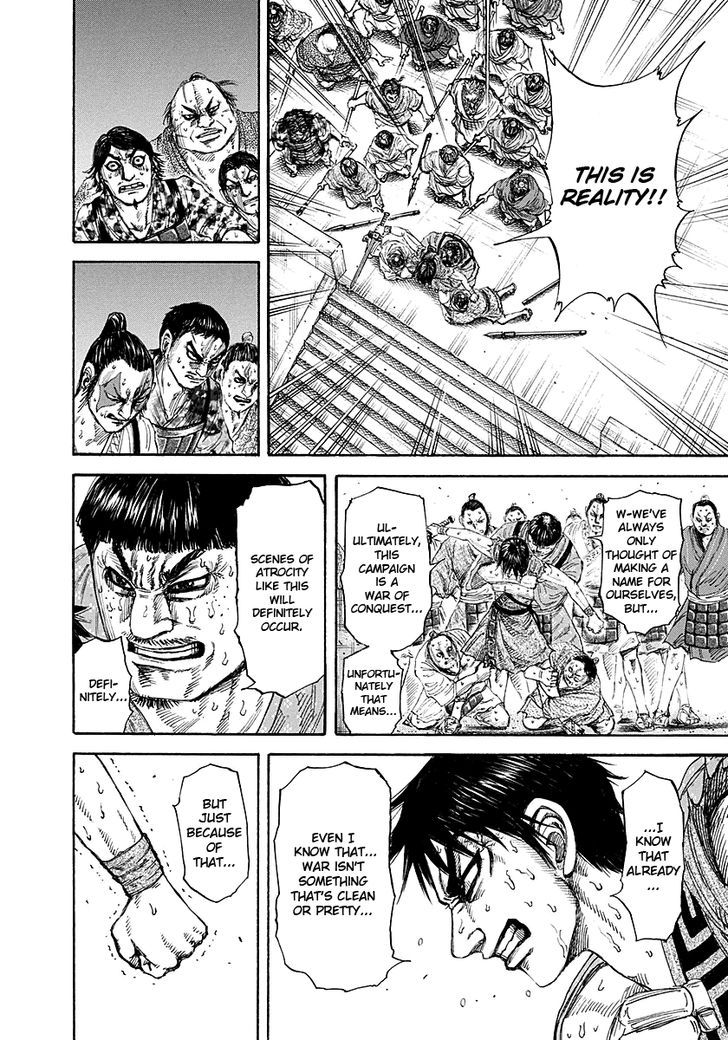 THIS IS
REALITY!!
W-WE'VE
ALWAYS
ONLY
THOUGHT OF
MAKING A
NAME FOR
OURSELVES,
BUT...
UL-
ULTIMATELY,
THIS
CAMPAIGN
IS A
WAR OF
CONQUEST...
UNFORTU-
NATELY
THAT
MEANS...
SCENES OF
ATROCITY
LIKE THIS
WILL
DEFINITELY
OCCUR.
DEFI-
NITELY...
...I
KNOW
THAT
ALREADY
...
EVEN I
KNOW THAT...
WAR ISN'T
SOMETHING
THAT'S CLEAN
OR PRETTY...
BUT
JUST
BECAUSE
OF
THAT...